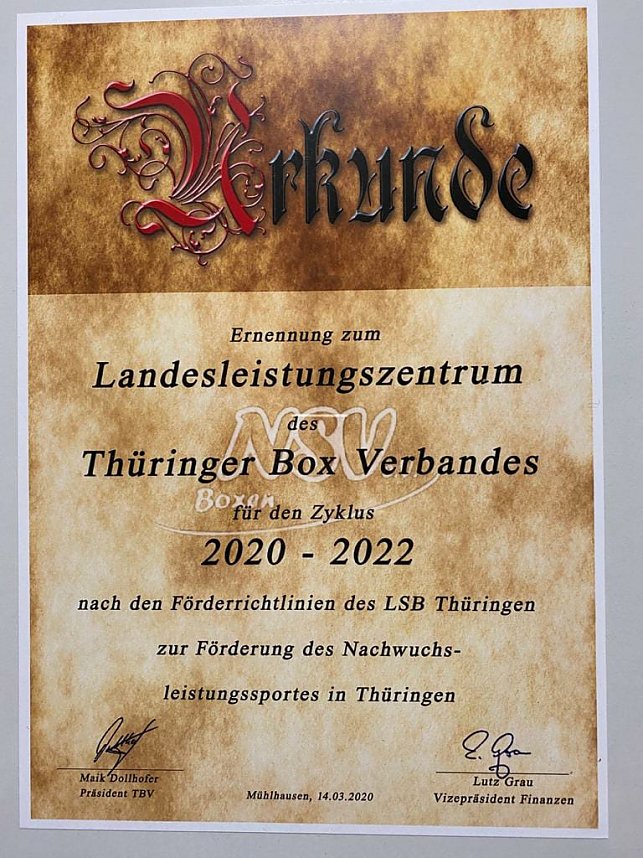 Urkunde
Ernennung zum
Landesleistungszentrum
des
NSV
Thüringer Box Verbandes
Boxen
für den Zyklus
2020 - 2022
nach den Förderrichtlinien des LSB Thüringen
zur Förderung des Nachwuchs-
leistungssportes in Thüringen
Maik Dollhofer
Präsident TBV
Mühlhausen, 14.03.2020
Lutz Grau
Vizepräsident Finanzen